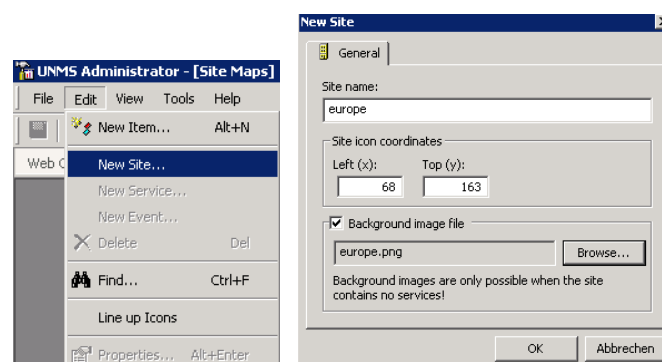 UNMS Administrator - [Site Maps]
File Edit View Tools Help
New Item... Alt+N
Web
New Site...
New Service...
New Event...
Delete Del
Find... Ctrl+F
Line up Icons
Properties... Alt+Enter
New Site
General
Site name:
europe
Site icon coordinates
Left (x): Top (y):
68 163
Background image file
europe.png Browse...
Background images are only possible when the site
contains no services!
OK Abbrechen